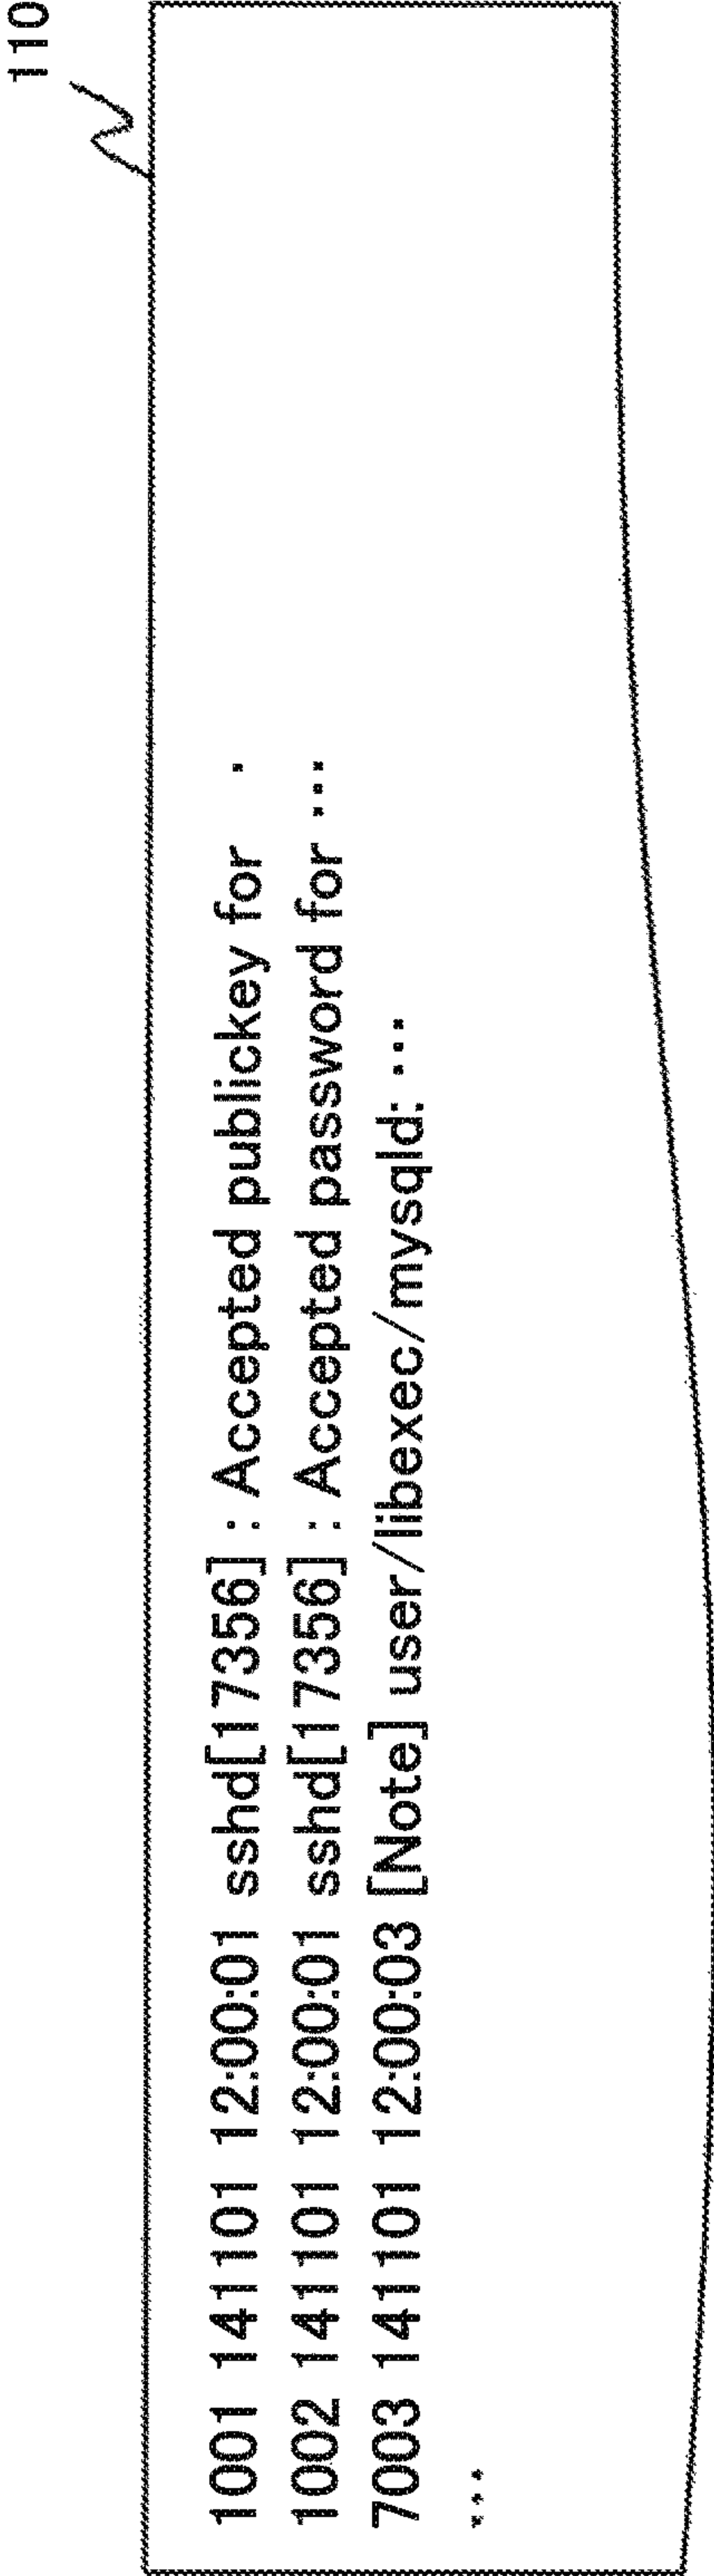 110
1001 141101 12:00:01 sshd[17356] : Accepted publickey for .
1002 141101 12:00:01 sshd[17356] : Accepted password for ...
7003 141101 12:00:03 [Note] user/libexec/mysqld: ...
...